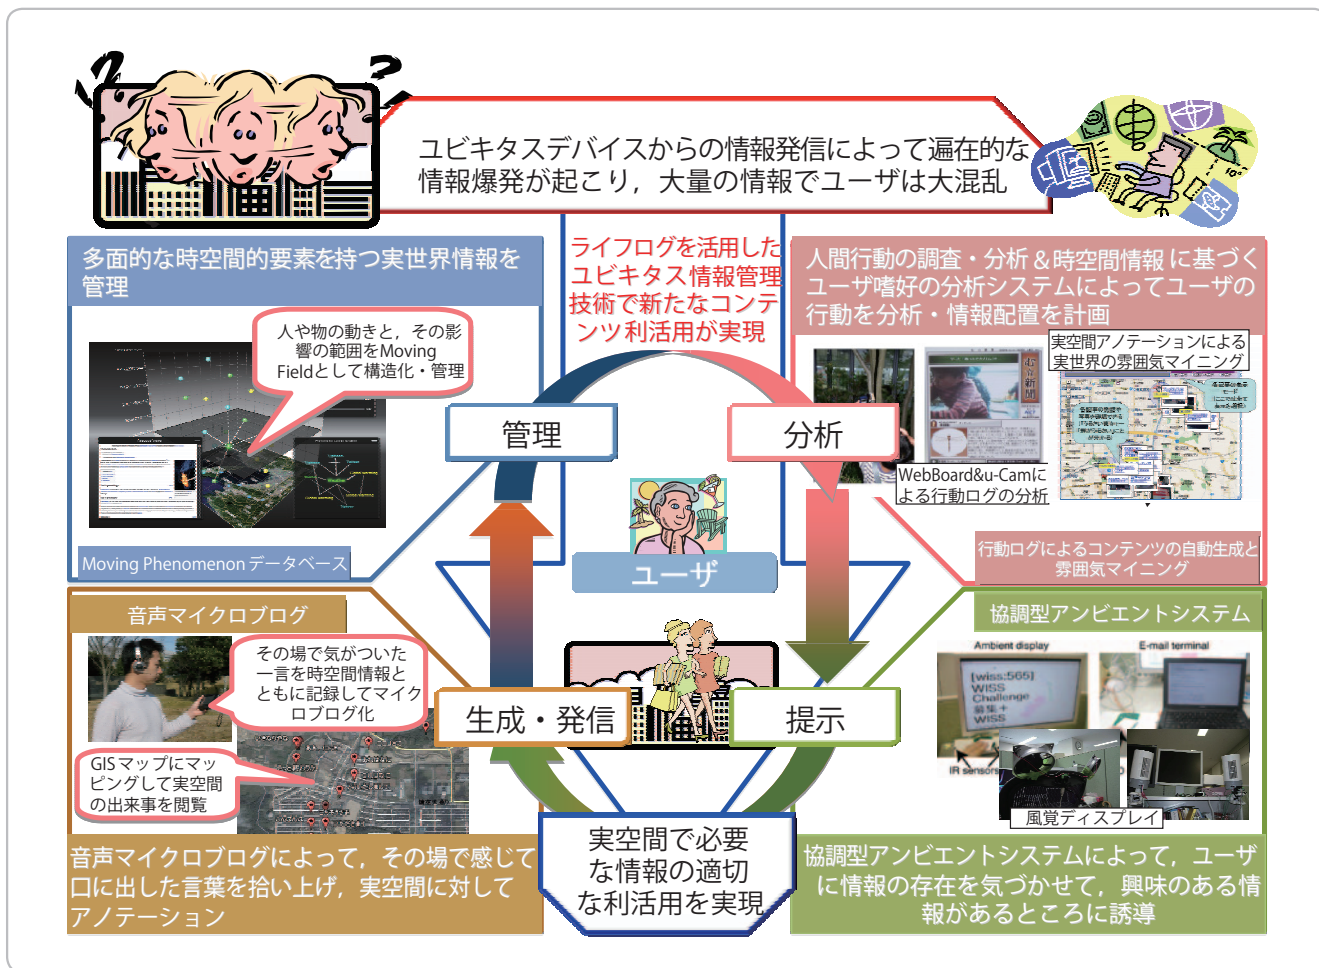 ユビキタスデバイスからの情報発信によって遍在的な
情報爆発が起こり，大量の情報でユーザは大混乱
多面的な時空間的要素を持つ実世界情報を
管理
人や物の動きと，その影
響の範囲をMoving
Fieldとして構造化・管理
Moving Phenomenon データベース
ライフログを活用した
ユビキタス情報管理
技術で新たなコンテ
ンツ利活用が実現
人間行動の調査・分析＆時空間情報 に基づく
ユーザ嗜好の分析システムによってユーザの
行動を分析・情報配置を計画
実空間アノテーションによる
実世界の雰囲気マイニング
WebBoard&u-Camに
よる行動ログの分析
行動ログによるコンテンツの自動生成と
雰囲気マイニング
管理
分析
ユーザ
生成・発信
提示
音声マイクロブログ
その場で気がついた
一言を時空間情報と
ともに記録してマイク
ロブログ化
GISマップにマッ
ピングして実空間
の出来事を閲覧
音声マイクロブログによって，その場で感じて
口に出した言葉を拾い上げ，実空間に対して
アノテーション
実空間で必要
な情報の適切
な利活用を実現
協調型アンビエントシステム
Ambient display
E-mail terminal
[wiss:565]
WISS
Challenge
募集＋
WISS
IR sensors
風覚ディスプレイ
協調型アンビエントシステムによって，ユーザ
に情報の存在を気づかせて，興味のある情
報があるところに誘導